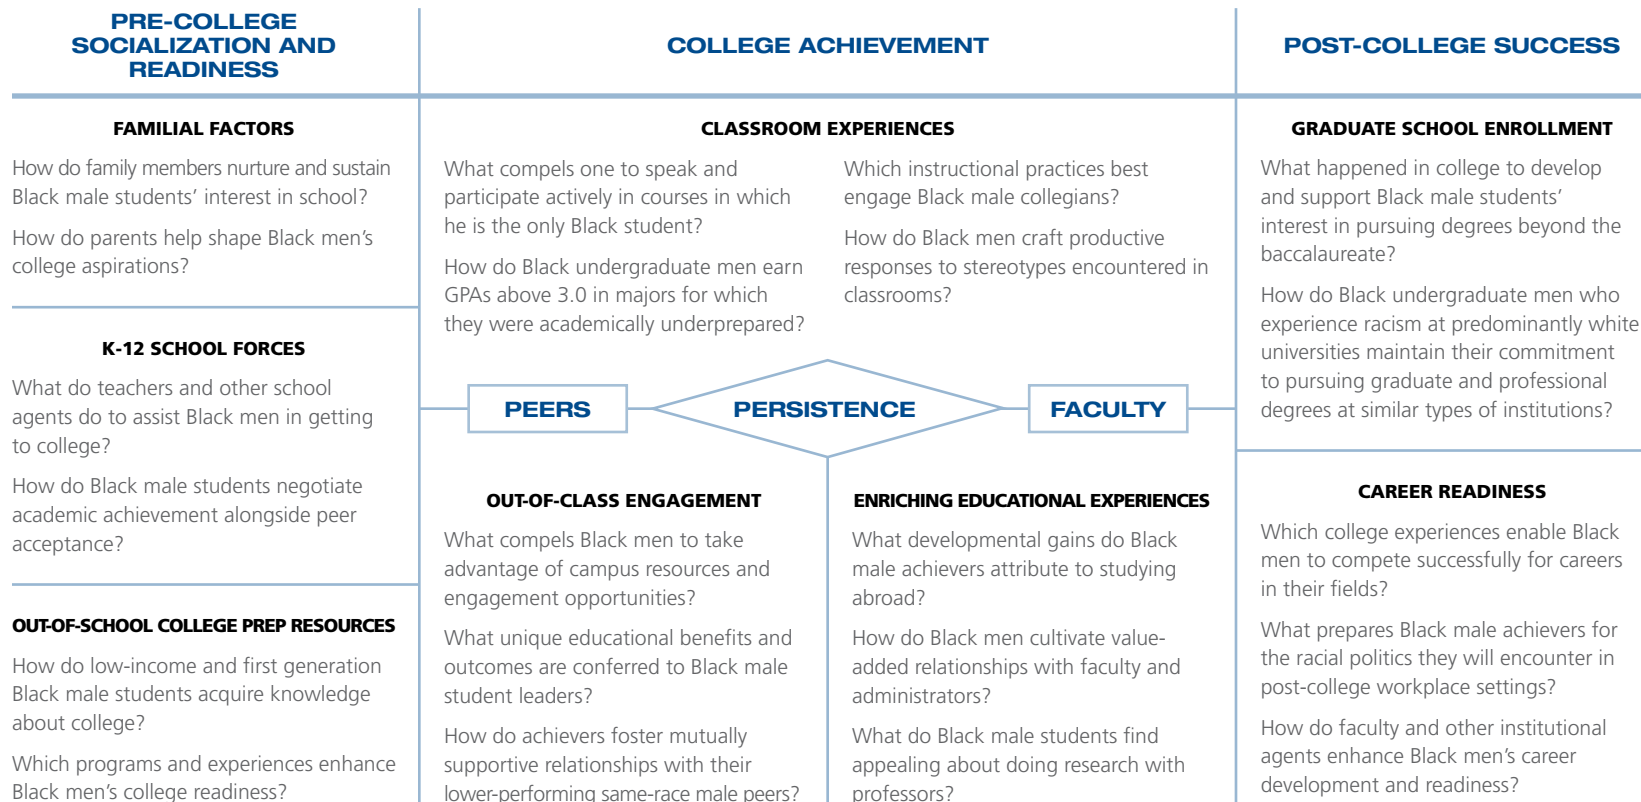 PRE-COLLEGE
SOCIALIZATION AND
READINESS
FAMILIAL FACTORS
How do family members nurture and sustain
Black male students’ interest in school?
How do parents help shape Black men’s
college aspirations?
K-12 SCHOOL FORCES
What do teachers and other school
agents do to assist Black men in getting
to college?
How do Black male students negotiate
academic achievement alongside peer
acceptance?
OUT-OF-SCHOOL COLLEGE PREP RESOURCES
How do low-income and first generation
Black male students acquire knowledge
about college?
Which programs and experiences enhance
Black men’s college readiness?
COLLEGE ACHIEVEMENT
CLASSROOM EXPERIENCES
What compels one to speak and
participate actively in courses in which
he is the only Black student?
How do Black undergraduate men earn
GPAs above 3.0 in majors for which
they were academically underprepared?
Which instructional practices best
engage Black male collegians?
How do Black men craft productive
responses to stereotypes encountered in
classrooms?
PEERS
PERSISTENCE
FACULTY
OUT-OF-CLASS ENGAGEMENT
What compels Black men to take
advantage of campus resources and
engagement opportunities?
What unique educational benefits and
outcomes are conferred to Black male
student leaders?
How do achievers foster mutually
supportive relationships with their
lower-performing same-race male peers?
ENRICHING EDUCATIONAL EXPERIENCES
What developmental gains do Black
male achievers attribute to studying
abroad?
How do Black men cultivate value-
added relationships with faculty and
administrators?
What do Black male students find
appealing about doing research with
professors?
POST-COLLEGE SUCCESS
GRADUATE SCHOOL ENROLLMENT
What happened in college to develop
and support Black male students’
interest in pursuing degrees beyond the
baccalaureate?
How do Black undergraduate men who
experience racism at predominantly white
universities maintain their commitment
to pursuing graduate and professional
degrees at similar types of institutions?
CAREER READINESS
Which college experiences enable Black
men to compete successfully for careers
in their fields?
What prepares Black male achievers for
the racial politics they will encounter in
post-college workplace settings?
How do faculty and other institutional
agents enhance Black men’s career
development and readiness?